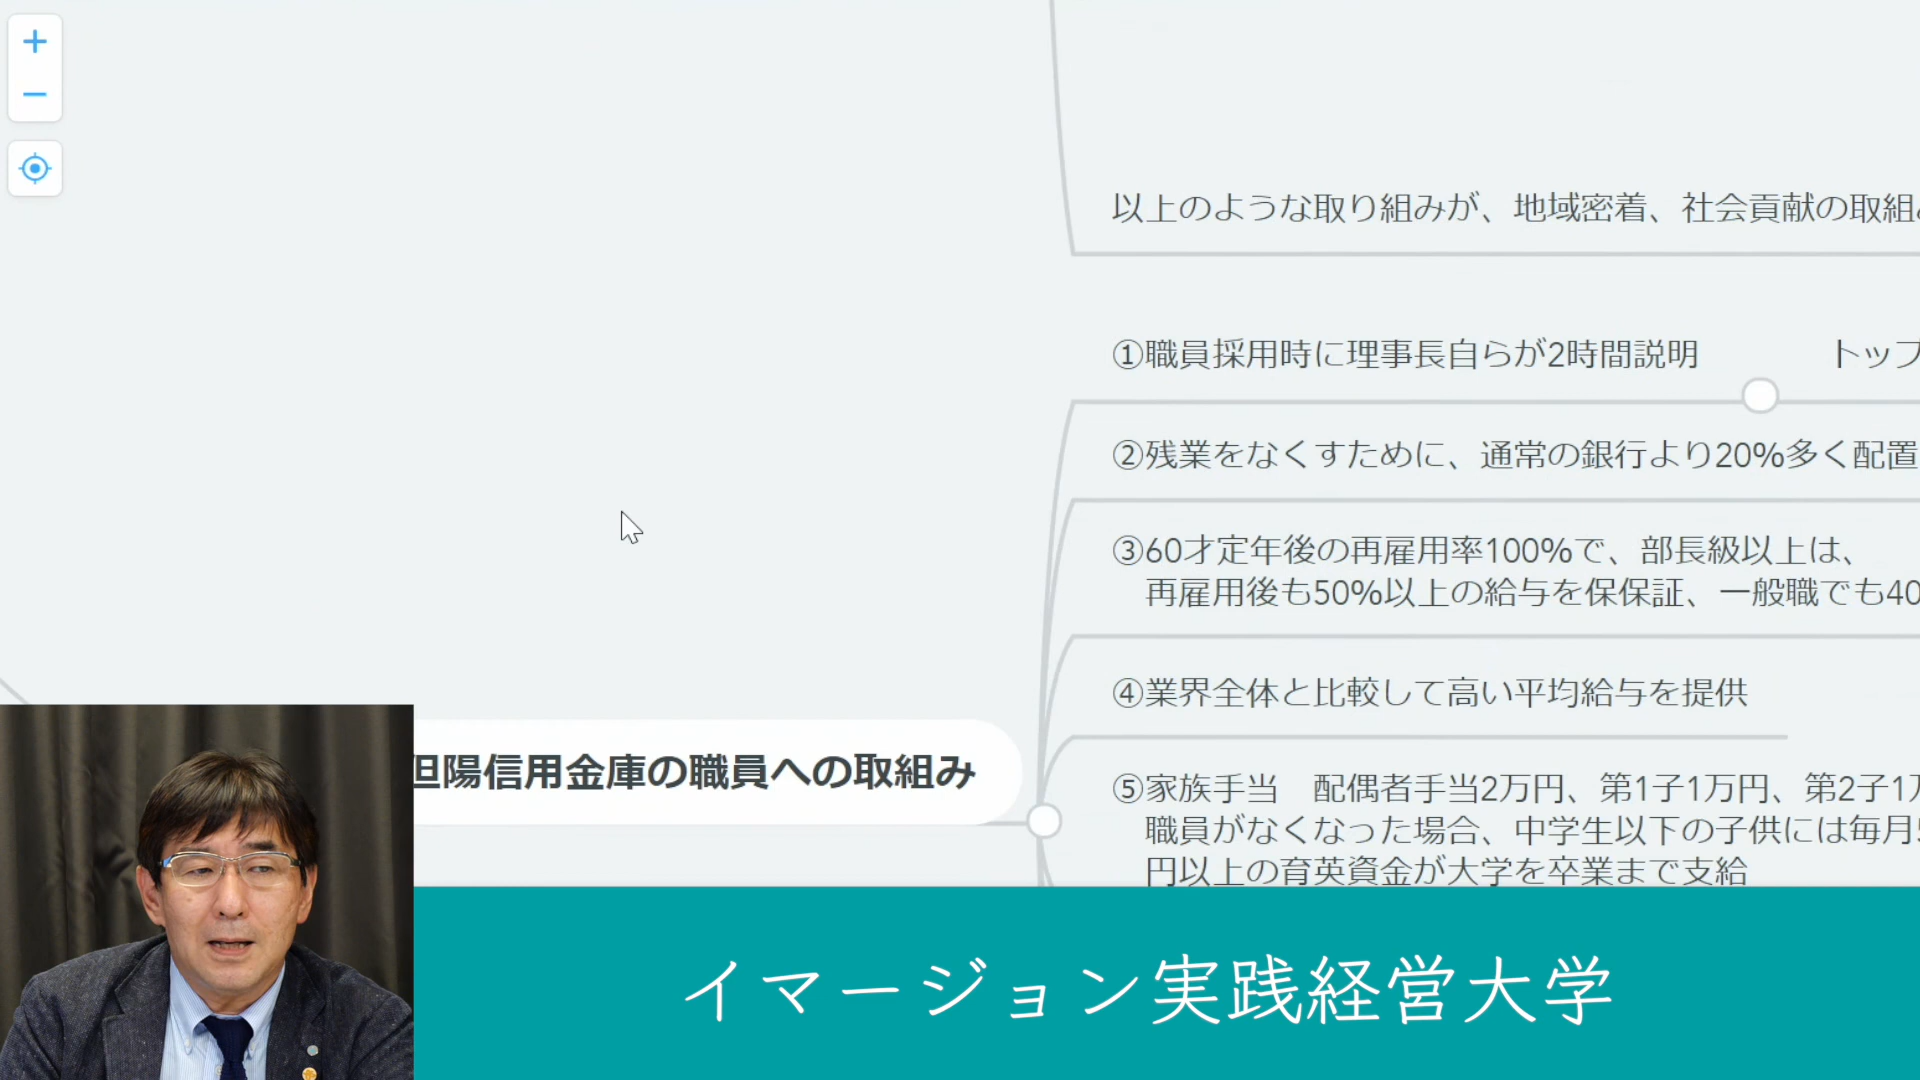 以上のような取り組みが、地域密着、社会貢献の取組
①職員採用時に理事長自らが2時間説明
トップ
②残業をなくすために、通常の銀行より20%多く配置
③60才定年後の再雇用率100%で、部長級以上は、
再雇用後も50%以上の給与を保保証、一般職でも40
④業界全体と比較して高い平均給与を提供
但陽信用金庫の職員への取組み
⑤家族手当　配偶者手当2万円、第1子1万円、第2子1万
職員がなくなった場合、中学生以下の子供には毎月
円以上の育英資金が大学を卒業まで支給
イマージョン実践経営大学